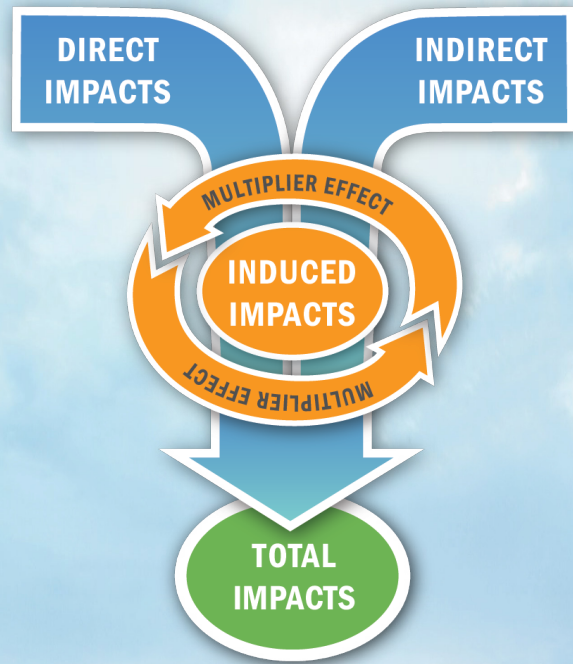 DIRECT
IMPACTS
INDIRECT
IMPACTS
MULTIPLIER EFFECT
INDUCED
IMPACTS
MULTIPLIER EFFECT
TOTAL
IMPACTS